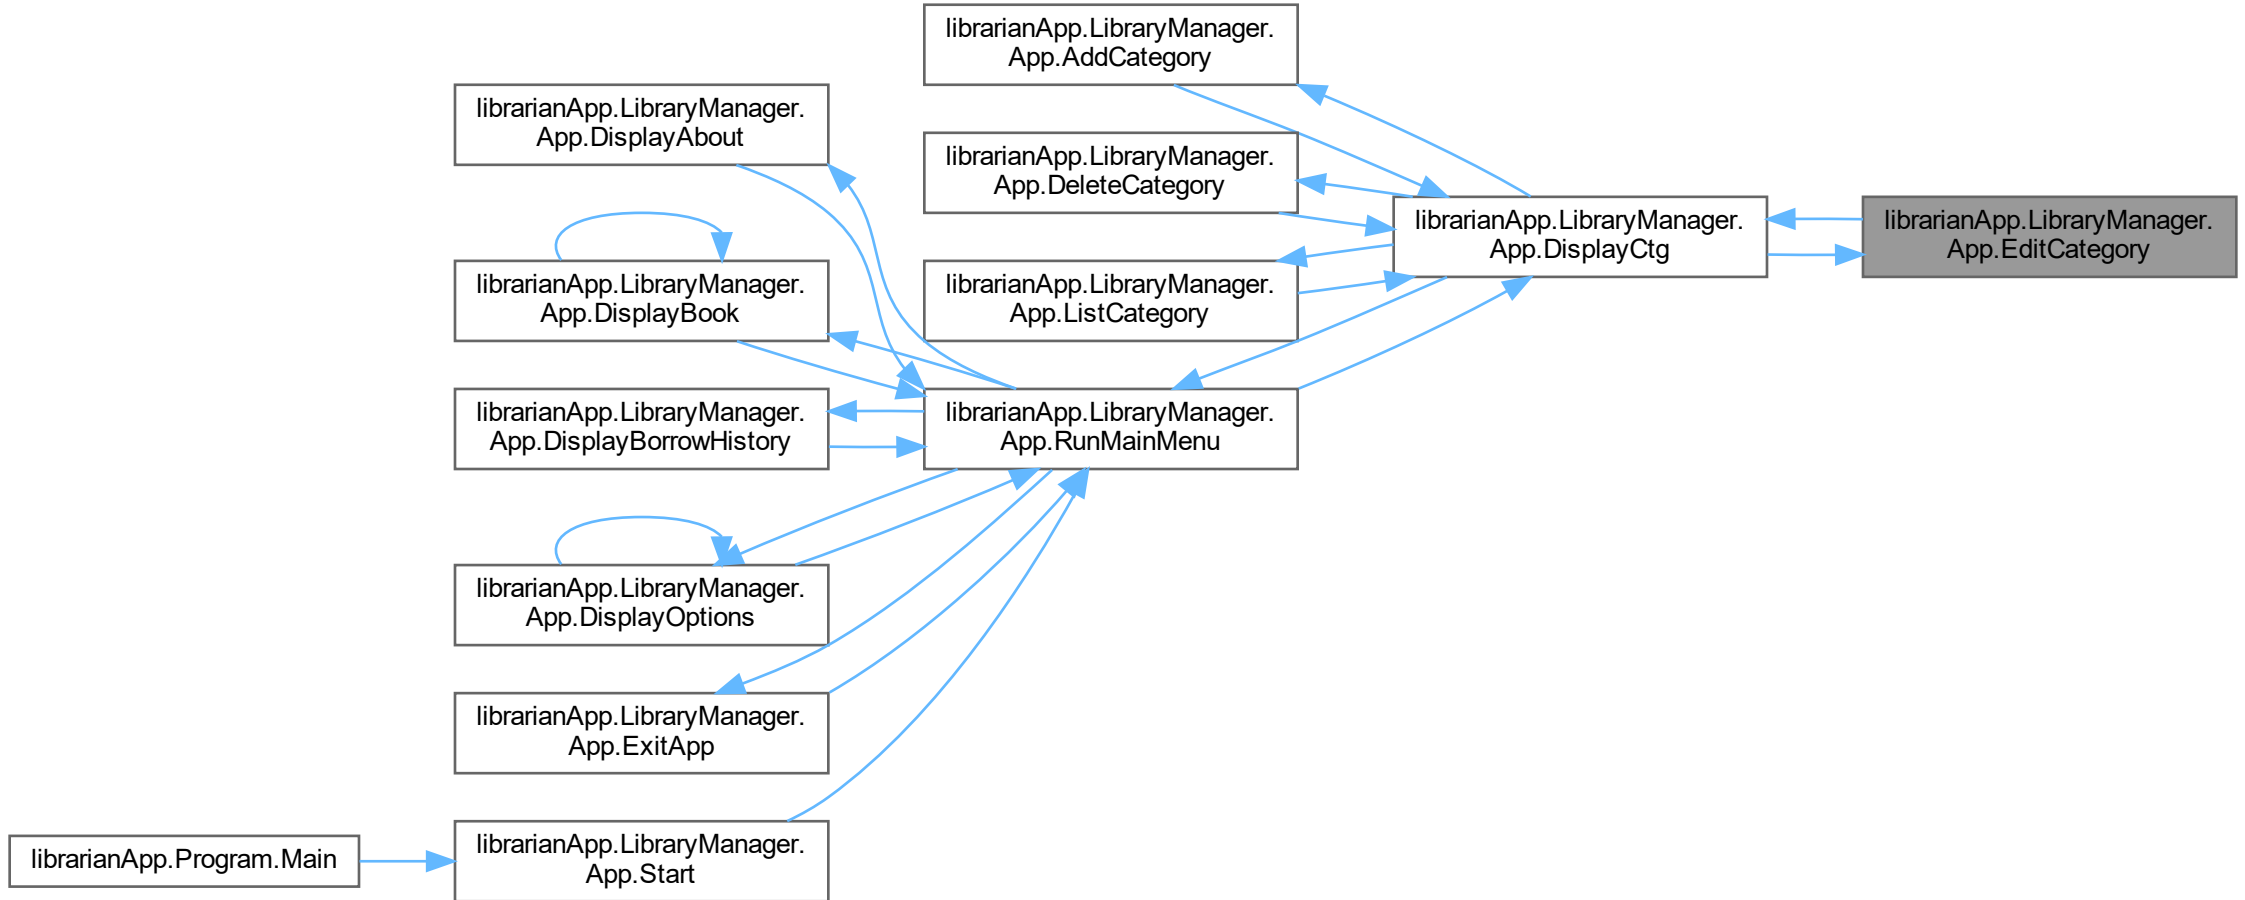 librarianApp.LibraryManager.
App.AddCategory
librarianApp.LibraryManager.
App.DisplayAbout
librarianApp.LibraryManager.
App.DeleteCategory
librarianApp.LibraryManager.
App.DisplayCtg
librarianApp.LibraryManager.
App.EditCategory
librarianApp.LibraryManager.
App.DisplayBook
librarianApp.LibraryManager.
App.ListCategory
librarianApp.LibraryManager.
App.DisplayBorrowHistory
librarianApp.LibraryManager.
App.RunMainMenu
librarianApp.LibraryManager.
App.DisplayOptions
librarianApp.LibraryManager.
App.ExitApp
librarianApp.Program.Main
librarianApp.LibraryManager.
App.Start